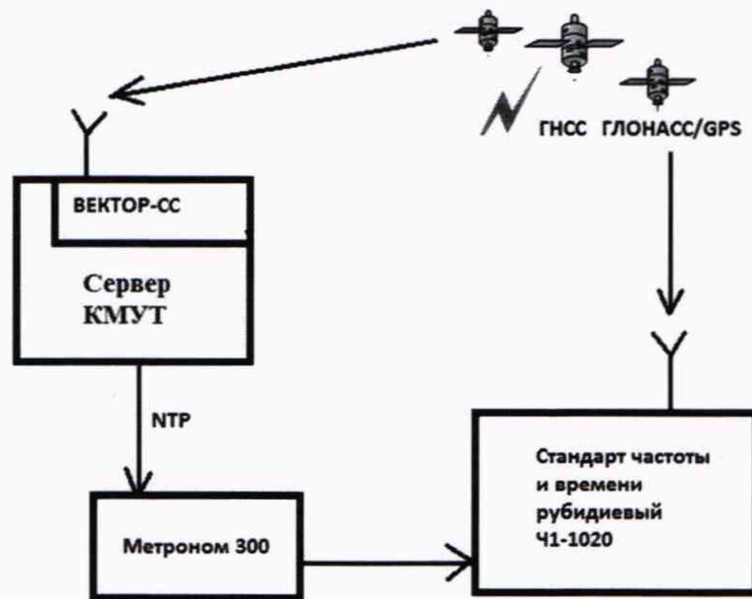 ГНСС ГЛОНАСС/GPS
ВЕКТОР-СС
Сервер
КМУТ
NTP
Метроном 300
Стандарт частоты
и времени
рубидиевый
Ч1-1020